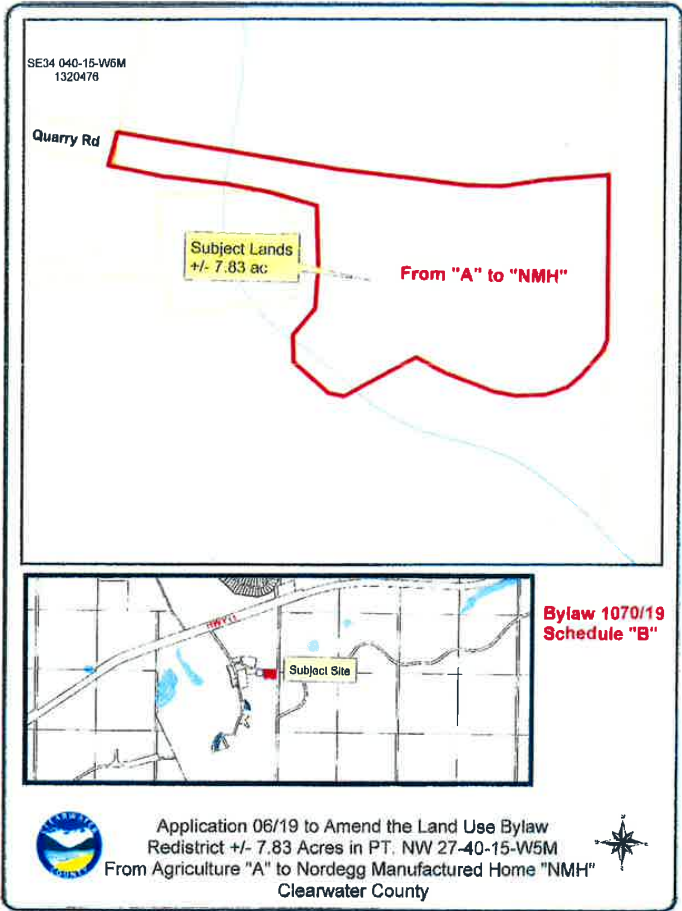 SE34 040-15-W5M
1320476
Quarry Rd
Subject Lands
+/- 7.83 ac
From "A" to "NMH"
HWY 11
Subject Site
Bylaw 1070/19
Schedule "B"
CLEARWATER
COUNTY
Application 06/19 to Amend the Land Use Bylaw
Redistrict +/- 7.83 Acres in PT. NW 27-40-15-W5M
From Agriculture "A" to Nordegg Manufactured Home "NMH"
Clearwater County